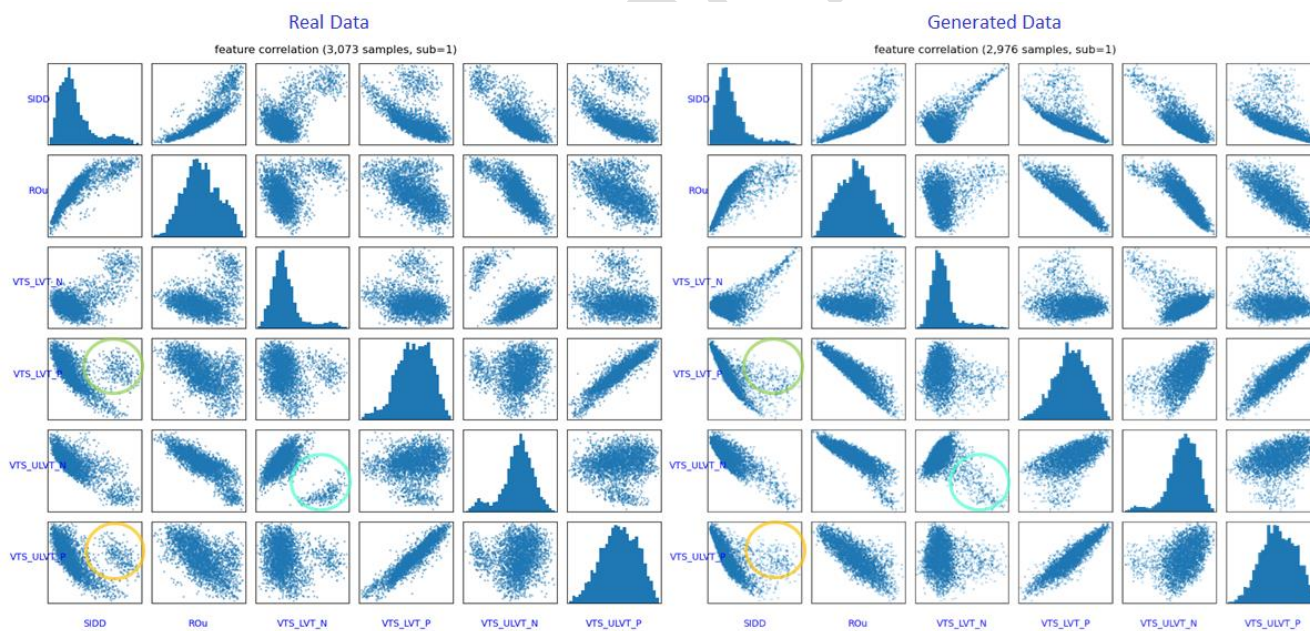 Real Data
feature correlation (3,073 samples, sub=1)
SIDD
ROu
VTS_LVT_N
VTS_LVT_P
VTS_ULVT_N
VTS_ULVT_P
SIDD ROu VTS_LVT_N VTS_LVT_P VTS_ULVT_N VTS_ULVT_P
Generated Data
feature correlation (2,976 samples, sub=1)
SIDD
ROu
VTS_LVT_N
VTS_LVT_P
VTS_ULVT_N
VTS_ULVT_P
SIDD ROu VTS_LVT_N VTS_LVT_P VTS_ULVT_N VTS_ULVT_P